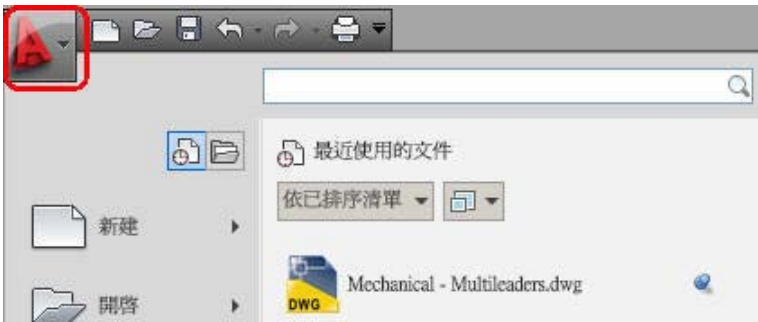 最近使用的文件
依已排序清單
新建
Mechanical - Multileaders.dwg
DWG
開啓